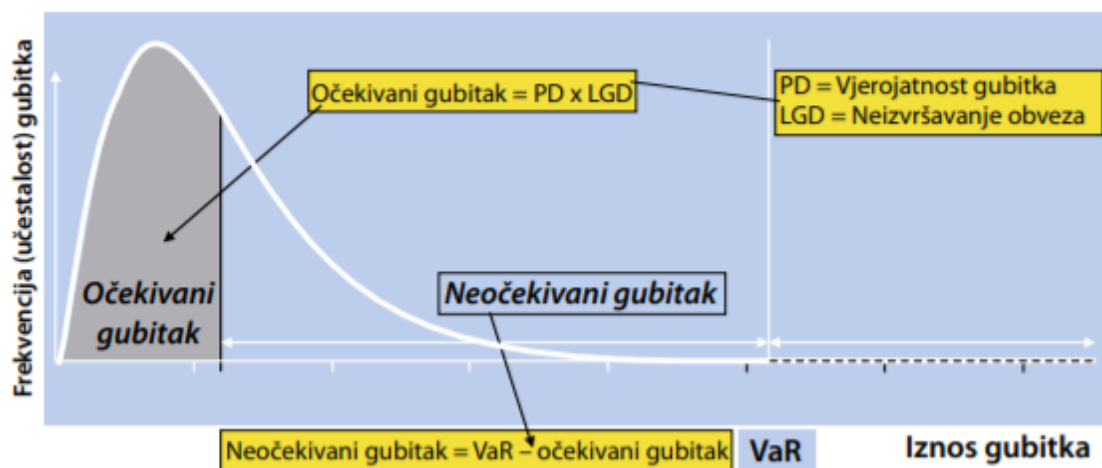 Frekvencija (učestalost) gubitka
Očekivani gubitak = PD x LGD
PD = Vjerojatnost gubitka
LGD = Neizvršavanje obveza
Očekivani
gubitak
Neočekivani gubitak
Neočekivani gubitak = VaR – očekivani gubitak
VaR
Iznos gubitka